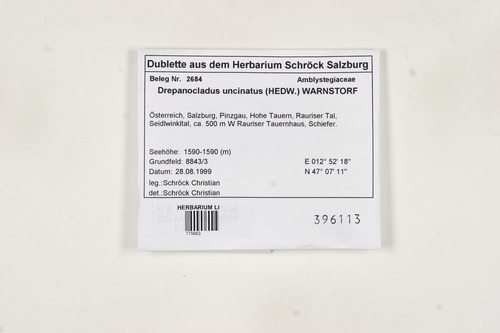 Dublette aus dem Herbarium Schröck Salzburg
Beleg Nr. 2684 Amblystegiaceae
Drepanocladus uncinatus (HEDW.) WARNSTORF
Österreich, Salzburg, Pinzgau, Hohe Tauern, Rauriser Tal,
Seidlwinkltal, ca. 500 m W Rauriser Tauernhaus, Schiefer.
Seehöhe: 1590-1590 (m)
Grundfeld: 8843/3 E 012° 52' 18"
Datum: 28.08.1999 N 47° 07' 11"
leg.:Schröck Christian
det.:Schröck Christian
HERBARIUM LI
775663
396113